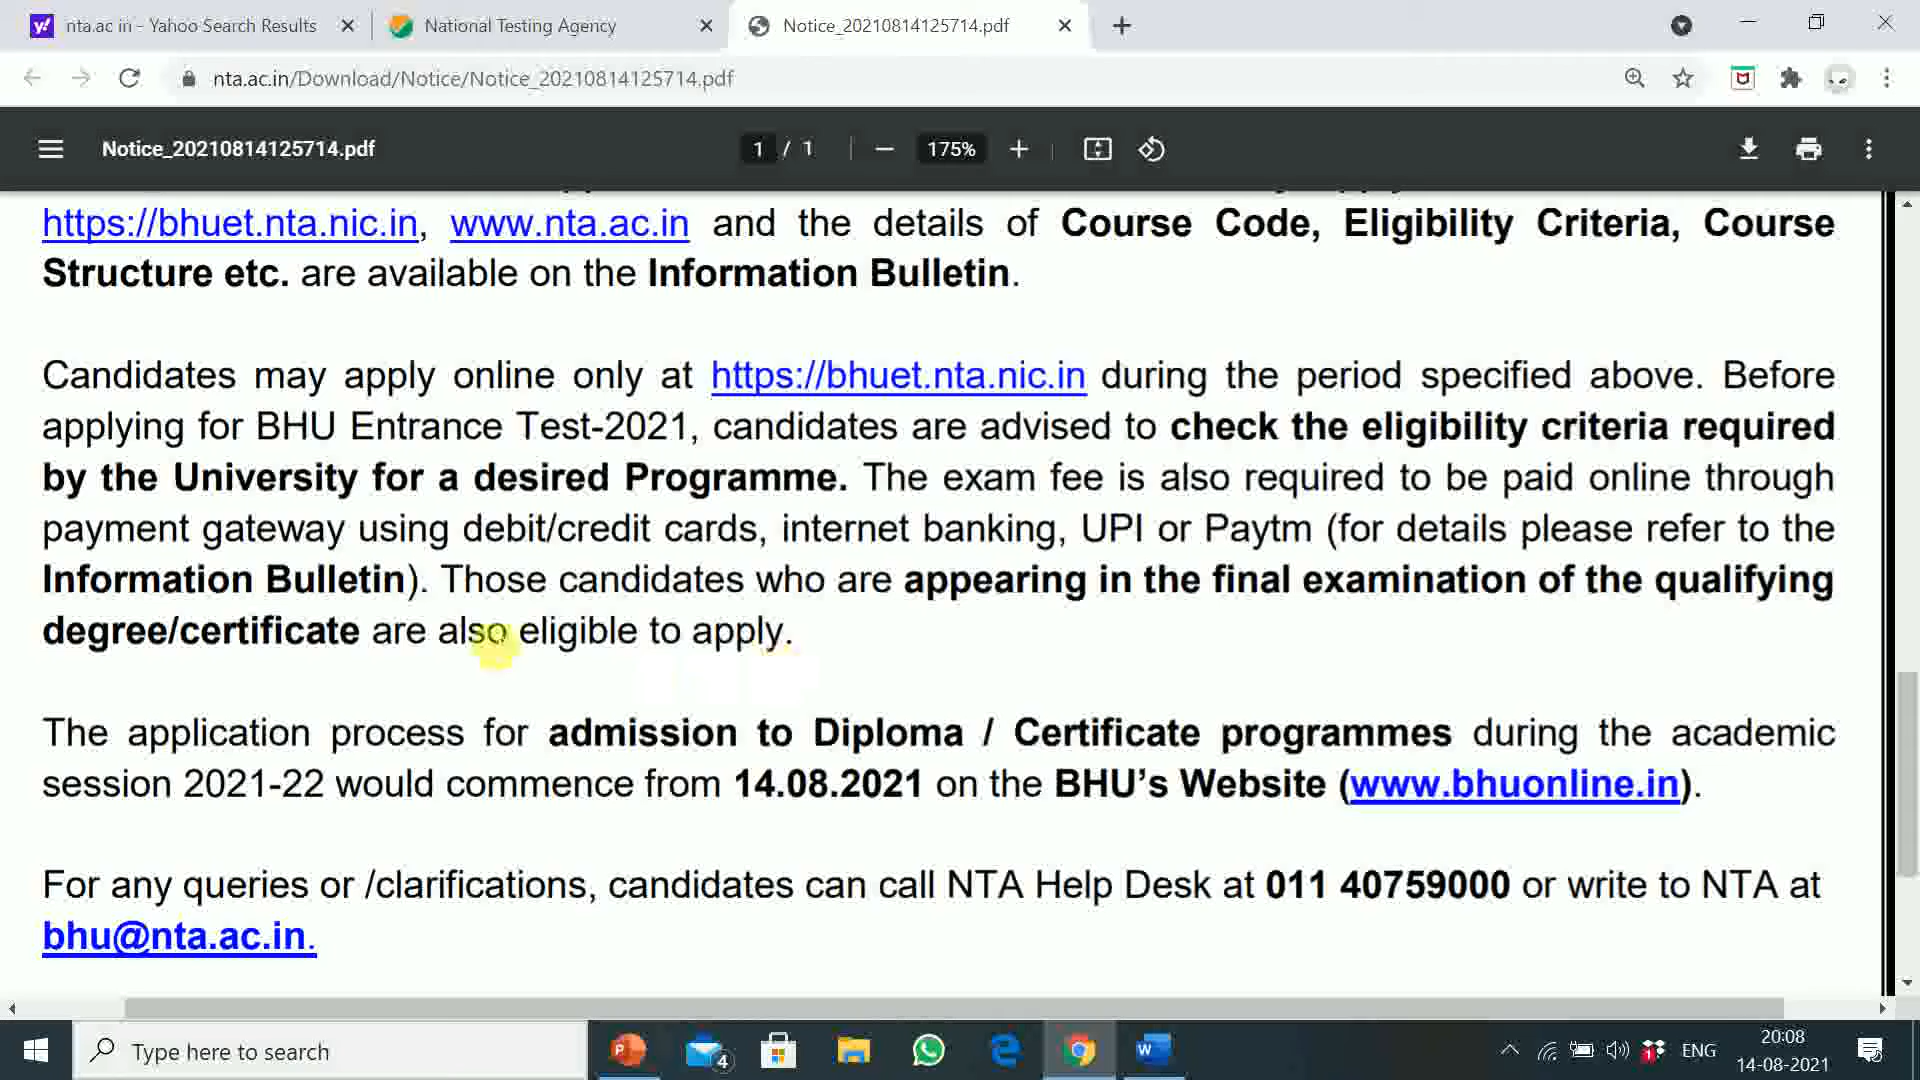 nta.ac in - Yahoo Search Results
National Testing Agency
Notice_20210814125714.pdf
nta.ac.in/Download/Notice/Notice_20210814125714.pdf
Notice_20210814125714.pdf
1 / 1
175%
https://bhuet.nta.nic.in, www.nta.ac.in and the details of Course Code, Eligibility Criteria, Course
Structure etc. are available on the Information Bulletin.
Candidates may apply online only at https://bhuet.nta.nic.in during the period specified above. Before
applying for BHU Entrance Test-2021, candidates are advised to check the eligibility criteria required
by the University for a desired Programme. The exam fee is also required to be paid online through
payment gateway using debit/credit cards, internet banking, UPI or Paytm (for details please refer to the
Information Bulletin). Those candidates who are appearing in the final examination of the qualifying
degree/certificate are also eligible to apply.
The application process for admission to Diploma / Certificate programmes during the academic
session 2021-22 would commence from 14.08.2021 on the BHU’s Website (www.bhuonline.in).
For any queries or /clarifications, candidates can call NTA Help Desk at 011 40759000 or write to NTA at
bhu@nta.ac.in.
Type here to search
4
1
ENG
20:08
14-08-2021